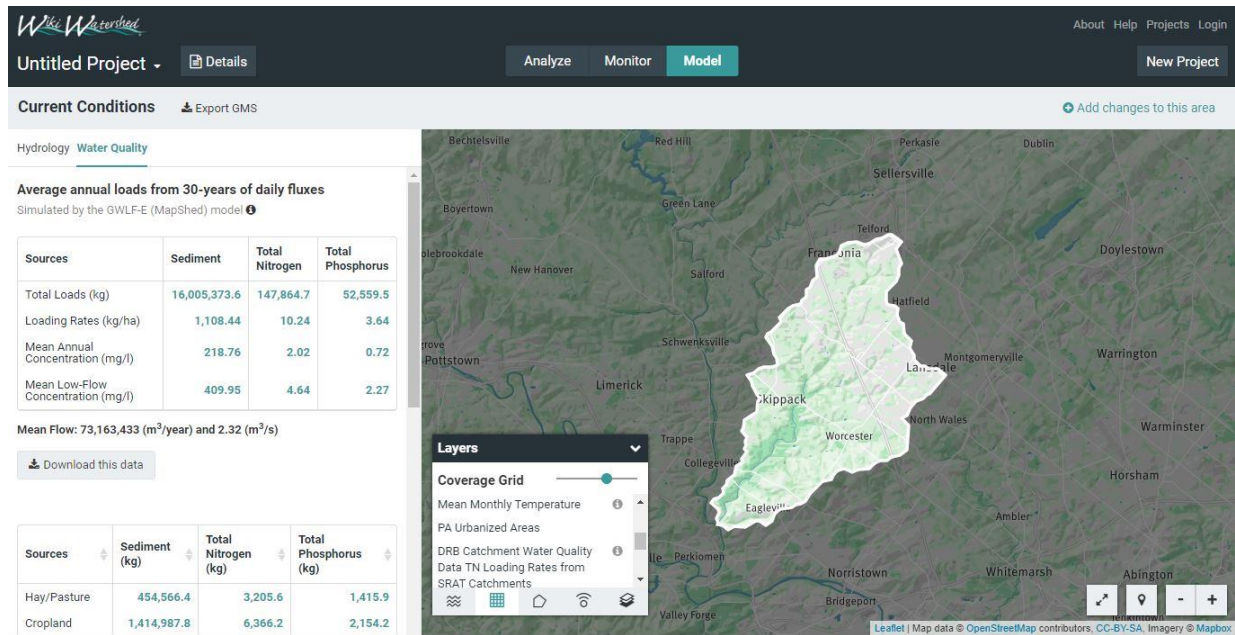 Wiki Watershed
About Help Projects Login
Untitled Project
Details
Analyze Monitor Model
New Project
Current Conditions
Export GMS
Add changes to this area
Hydrology Water Quality
Average annual loads from 30-years of daily fluxes
Simulated by the GWLF-E (MapShed) model
Sources Sediment Total Nitrogen Total Phosphorus
Total Loads (kg) 16,005,373.6 147,864.7 52,559.5
Loading Rates (kg/ha) 1,108.44 10.24 3.64
Mean Annual Concentration (mg/l) 218.76 2.02 0.72
Mean Low-Flow Concentration (mg/l) 409.95 4.64 2.27
Mean Flow: 73,163,433 (m³/year) and 2.32 (m³/s)
Download this data
Sources Sediment (kg) Total Nitrogen (kg) Total Phosphorus (kg)
Hay/Pasture 454,566.4 3,205.6 1,415.9
Cropland 1,414,987.8 6,366.2 2,154.2
Bechtelsville
Red Hill
Perkasie
Dublin
Sellersville
Boyertown
Green Lane
Telford
Franconia
Doylestown
olebrookdale
New Hanover
Salford
Hatfield
Schwenksville
grove
Pottstown
Montgomeryville
Warrington
Lansdale
Limerick
Skippack
North Wales
Warminster
Trappe
Worcester
Collegeville
Horsham
Eagleville
Ambler
Perkiomen
Norristown
Whitemarsh
Abington
Bridgeport
Valley Forge
Jenkintown
Layers
Coverage Grid
Mean Monthly Temperature
PA Urbanized Areas
DRB Catchment Water Quality
Data TN Loading Rates from
SRAT Catchments
- +
Leaflet | Map data © OpenStreetMap contributors, CC-BY-SA, Imagery © Mapbox